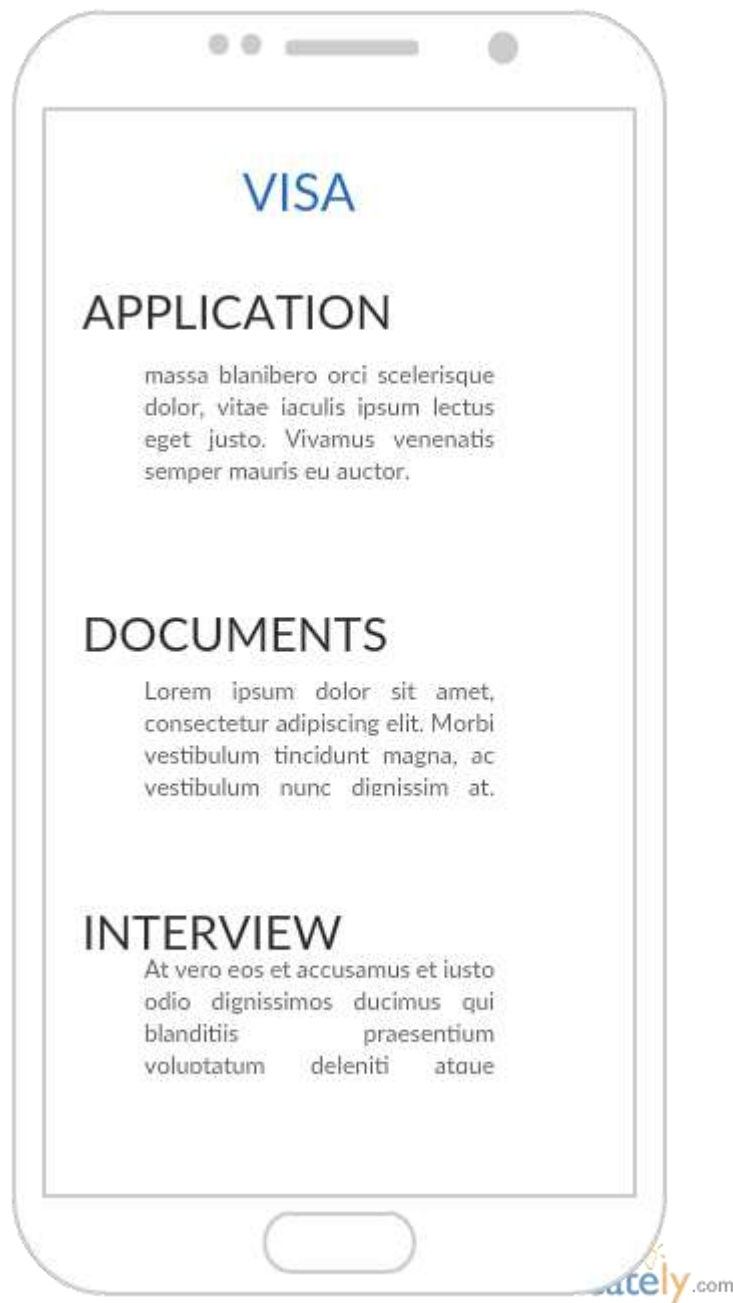 VISA
APPLICATION
massa blanibero orci scelerisque
dolor, vitae iaculis ipsum lectus
eget justo. Vivamus venenatis
semper mauris eu auctor.
DOCUMENTS
Lorem ipsum dolor sit amet,
consectetur adipiscing elit. Morbi
vestibulum tincidunt magna, ac
vestibulum nunc dignissim at.
INTERVIEW
At vero eos et accusamus et iusto
odio dignissimos ducimus qui
blanditiis praesentium
voluptatum deleniti atque
ately.com